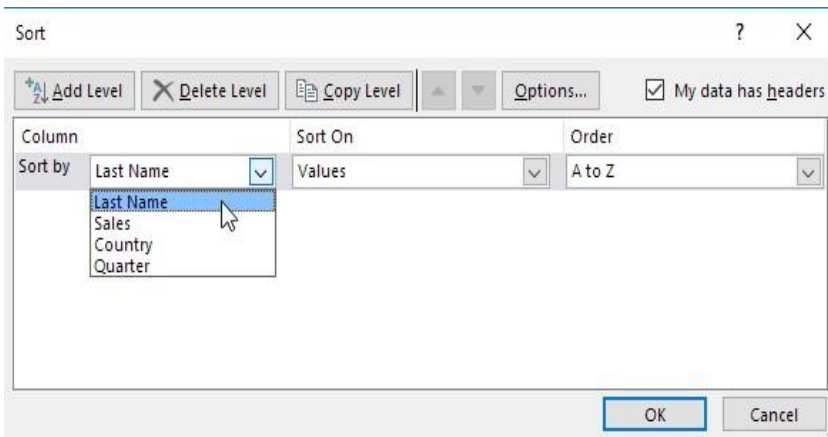 Sort ?
Add Level Delete Level Copy Level Options... My data has headers
Column Sort On Order
Sort by Last Name Values A to Z
Last Name
Sales
Country
Quarter
OK Cancel